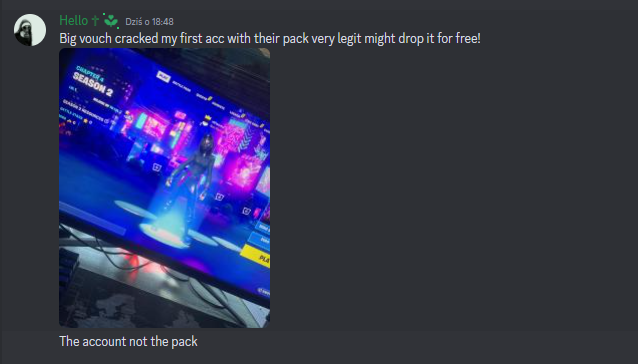 Hello Dziś o 18:48
Big vouch cracked my first acc with their pack very legit might drop it for free!
CHAPTER 4
SEASON 2
The account not the pack